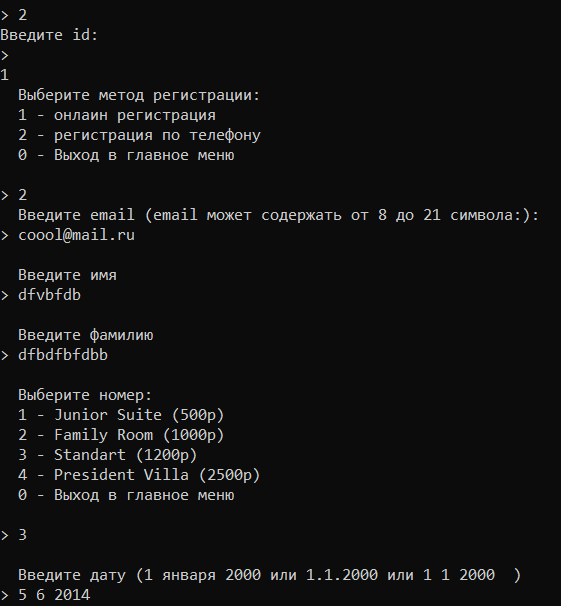 > 2
Введите id:
>
1
Выберите метод регистрации:
1 - онлаин регистрация
2 - регистрация по телефону
0 - Выход в главное меню
> 2
Введите email (email может содержать от 8 до 21 символа:):
> coool@mail.ru
Введите имя
> dfvbfdb
Введите фамилию
> dfbdfbfdbb
Выберите номер:
1 - Junior Suite (500р)
2 - Family Room (1000р)
3 - Standart (1200р)
4 - President Villa (2500р)
0 - Выход в главное меню
> 3
Введите дату (1 января 2000 или 1.1.2000 или 1 1 2000  )
> 5 6 2014